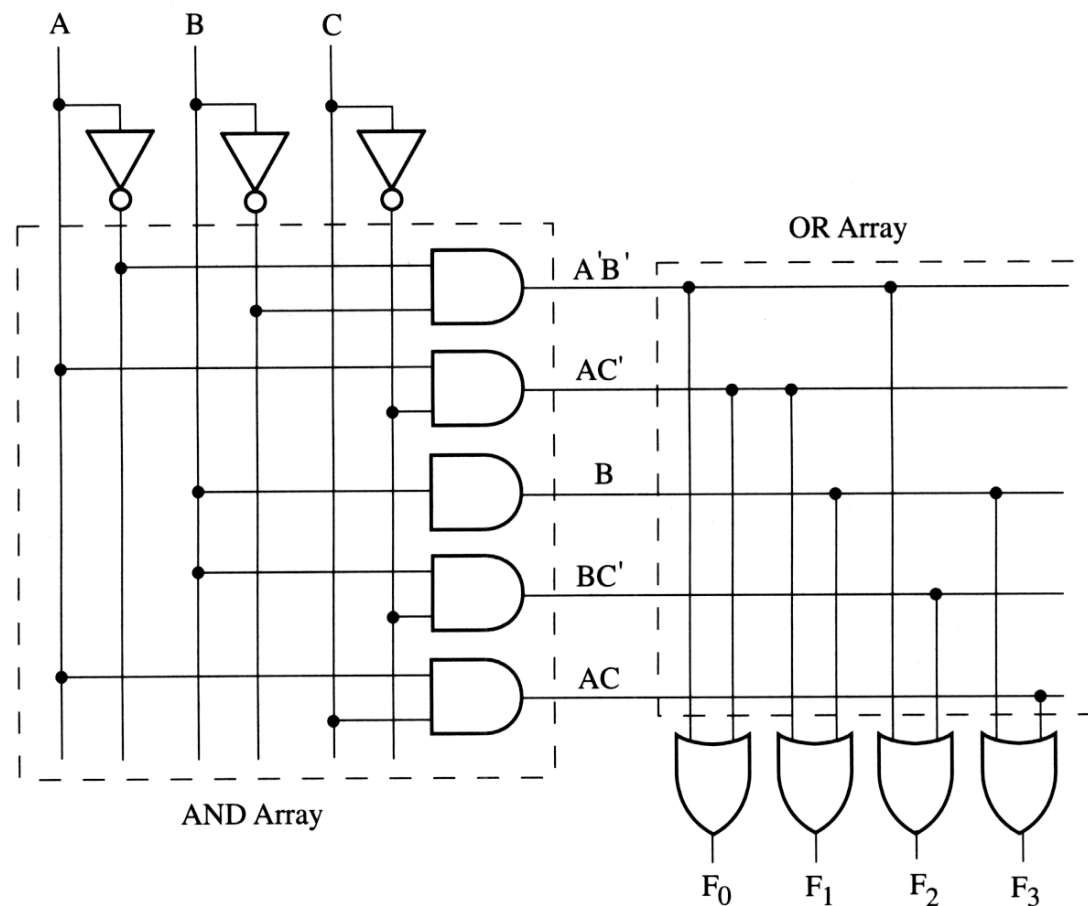 A B C
OR Array
A'B'
AC'
B
BC'
AC
AND Array
F0 F1 F2 F3